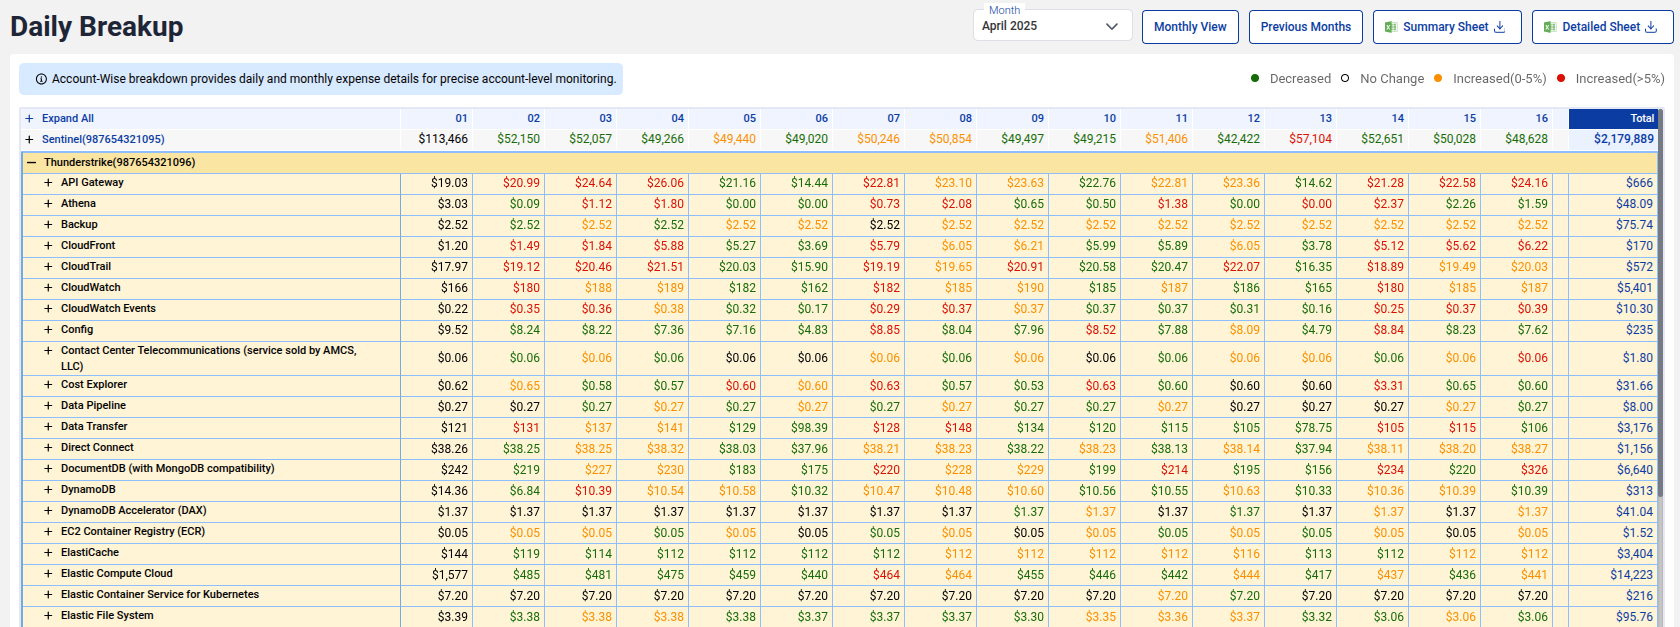 Daily Breakup
Month
April 2025
Monthly View
Previous Months
Summary Sheet
Detailed Sheet
Account-Wise breakdown provides daily and monthly expense details for precise account-level monitoring.
Decreased No Change Increased(0-5%) Increased(>5%)
+ Expand All 01 02 03 04 05 06 07 08 09 10 11 12 13 14 15 16 Total
+ Sentinel(987654321095) $113,466 $52,150 $52,057 $49,266 $49,440 $49,020 $50,246 $50,854 $49,497 $49,215 $51,406 $42,422 $57,104 $52,651 $50,028 $48,628 $2,179,889
− Thunderstrike(987654321096)
+ API Gateway $19.03 $20.99 $24.64 $26.06 $21.16 $14.44 $22.81 $23.10 $23.63 $22.76 $22.81 $23.36 $14.62 $21.28 $22.58 $24.16 $666
+ Athena $3.03 $0.09 $1.12 $1.80 $0.00 $0.00 $0.73 $2.08 $0.65 $0.50 $1.38 $0.00 $0.00 $2.37 $2.26 $1.59 $48.09
+ Backup $2.52 $2.52 $2.52 $2.52 $2.52 $2.52 $2.52 $2.52 $2.52 $2.52 $2.52 $2.52 $2.52 $2.52 $2.52 $2.52 $75.74
+ CloudFront $1.20 $1.49 $1.84 $5.88 $5.27 $3.69 $5.79 $6.05 $6.21 $5.99 $5.89 $6.05 $3.78 $5.12 $5.62 $6.22 $170
+ CloudTrail $17.97 $19.12 $20.46 $21.51 $20.03 $15.90 $19.19 $19.65 $20.91 $20.58 $20.47 $22.07 $16.35 $18.89 $19.49 $20.03 $572
+ CloudWatch $166 $180 $188 $189 $182 $162 $182 $185 $190 $185 $187 $186 $165 $180 $185 $187 $5,401
+ CloudWatch Events $0.22 $0.35 $0.36 $0.38 $0.32 $0.17 $0.29 $0.37 $0.37 $0.37 $0.37 $0.31 $0.16 $0.25 $0.37 $0.39 $10.30
+ Config $9.52 $8.24 $8.22 $7.36 $7.16 $4.83 $8.85 $8.04 $7.96 $8.52 $7.88 $8.09 $4.79 $8.84 $8.23 $7.62 $235
+ Contact Center Telecommunications (service sold by AMCS,
LLC) $0.06 $0.06 $0.06 $0.06 $0.06 $0.06 $0.06 $0.06 $0.06 $0.06 $0.06 $0.06 $0.06 $0.06 $0.06 $0.06 $1.80
+ Cost Explorer $0.62 $0.65 $0.58 $0.57 $0.60 $0.60 $0.63 $0.57 $0.53 $0.63 $0.60 $0.60 $0.60 $3.31 $0.65 $0.60 $31.66
+ Data Pipeline $0.27 $0.27 $0.27 $0.27 $0.27 $0.27 $0.27 $0.27 $0.27 $0.27 $0.27 $0.27 $0.27 $0.27 $0.27 $0.27 $8.00
+ Data Transfer $121 $131 $137 $141 $129 $98.39 $128 $148 $134 $120 $115 $105 $78.75 $105 $115 $106 $3,176
+ Direct Connect $38.26 $38.25 $38.25 $38.32 $38.03 $37.96 $38.21 $38.23 $38.22 $38.23 $38.13 $38.14 $37.94 $38.11 $38.20 $38.27 $1,156
+ DocumentDB (with MongoDB compatibility) $242 $219 $227 $230 $183 $175 $220 $228 $229 $199 $214 $195 $156 $234 $220 $326 $6,640
+ DynamoDB $14.36 $6.84 $10.39 $10.54 $10.58 $10.32 $10.47 $10.48 $10.60 $10.56 $10.55 $10.63 $10.33 $10.36 $10.39 $10.39 $313
+ DynamoDB Accelerator (DAX) $1.37 $1.37 $1.37 $1.37 $1.37 $1.37 $1.37 $1.37 $1.37 $1.37 $1.37 $1.37 $1.37 $1.37 $1.37 $1.37 $41.04
+ EC2 Container Registry (ECR) $0.05 $0.05 $0.05 $0.05 $0.05 $0.05 $0.05 $0.05 $0.05 $0.05 $0.05 $0.05 $0.05 $0.05 $0.05 $0.05 $1.52
+ ElastiCache $144 $119 $114 $112 $112 $112 $112 $112 $112 $112 $112 $116 $113 $112 $112 $112 $3,404
+ Elastic Compute Cloud $1,577 $485 $481 $475 $459 $440 $464 $464 $455 $446 $442 $444 $417 $437 $436 $441 $14,223
+ Elastic Container Service for Kubernetes $7.20 $7.20 $7.20 $7.20 $7.20 $7.20 $7.20 $7.20 $7.20 $7.20 $7.20 $7.20 $7.20 $7.20 $7.20 $7.20 $216
+ Elastic File System $3.39 $3.38 $3.38 $3.38 $3.38 $3.37 $3.37 $3.37 $3.30 $3.35 $3.36 $3.37 $3.32 $3.06 $3.06 $3.06 $95.76